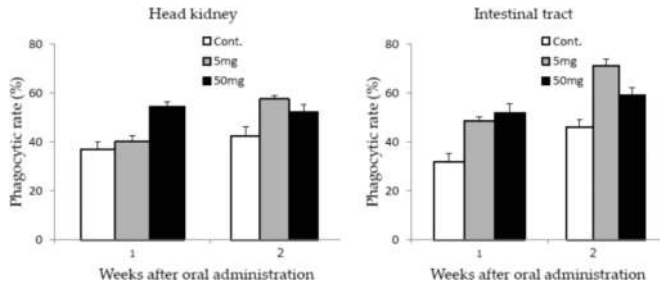 Head kidney
80
60
40
20
0
Phagocytic rate (%)
Cont.
5mg
50mg
1
2
Weeks after oral administration
Intestinal tract
80
60
40
20
0
Phagocytic rate (%)
Cont.
5mg
50mg
1
2
Weeks after oral administration